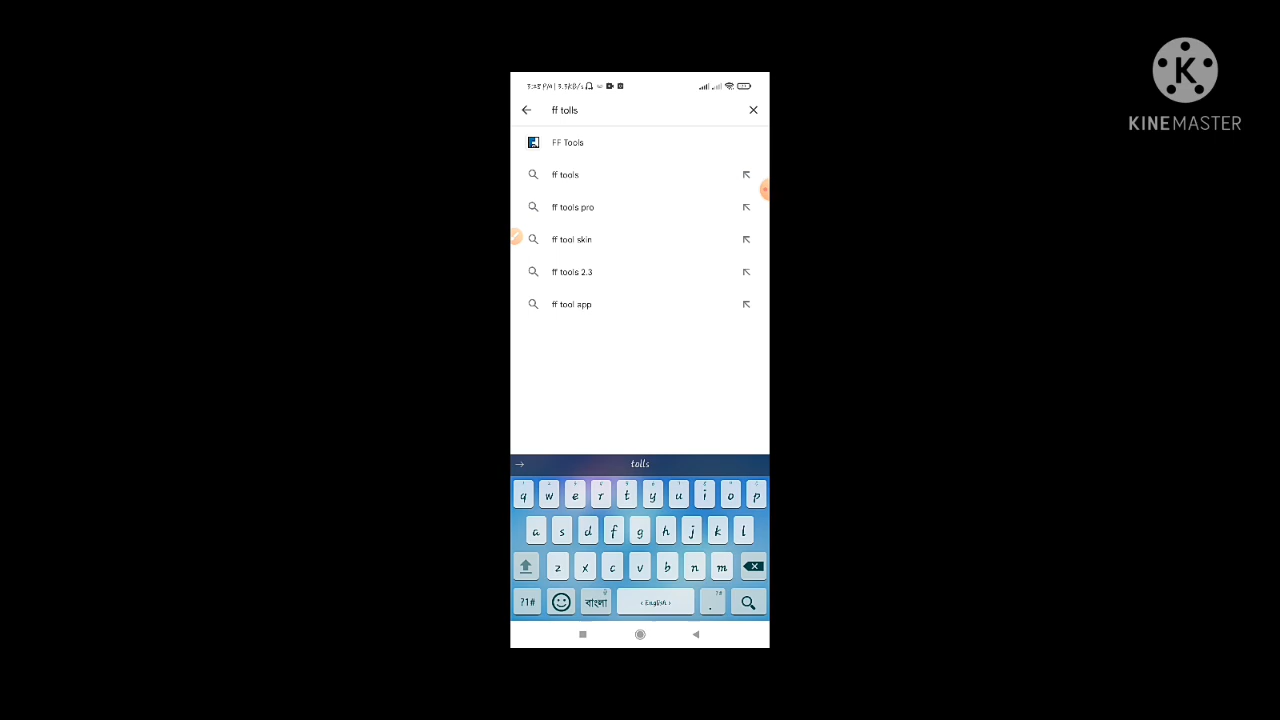 KINEMASTER
ff tolls
FF Tools
ff tools
ff tools pro
ff tool skin
ff tools 2.3
ff tool app
tolls
q w e r t y u i o p
a s d f g h j k l
z x c v b n m
?1# বাংলা ‹ English › .